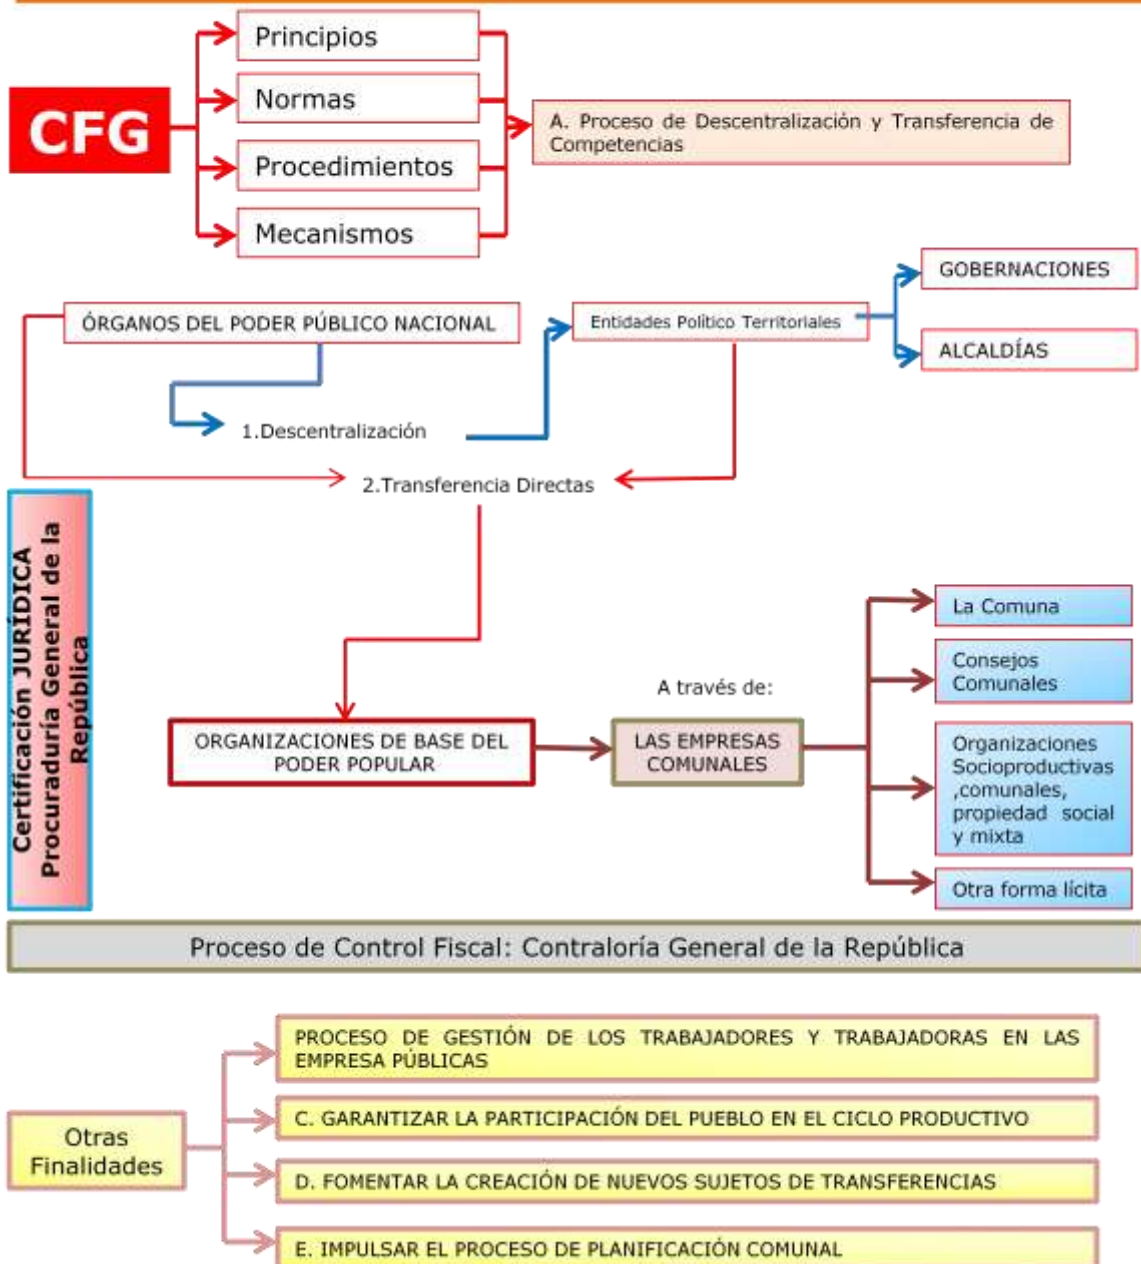 CFG
Principios
Normas
Procedimientos
Mecanismos
A. Proceso de Descentralización y Transferencia de
Competencias
ÓRGANOS DEL PODER PÚBLICO NACIONAL
Entidades Político Territoriales
GOBERNACIONES
ALCALDÍAS
1.Descentralización
2.Transferencia Directas
Certificación JURÍDICA
Procuraduría General de la
República
ORGANIZACIONES DE BASE DEL
PODER POPULAR
A través de:
LAS EMPRESAS
COMUNALES
La Comuna
Consejos
Comunales
Organizaciones
Socioproductivas
,comunales,
propiedad social
y mixta
Otra forma lícita
Proceso de Control Fiscal: Contraloría General de la República
Otras
Finalidades
PROCESO DE GESTIÓN DE LOS TRABAJADORES Y TRABAJADORAS EN LAS
EMPRESA PÚBLICAS
C. GARANTIZAR LA PARTICIPACIÓN DEL PUEBLO EN EL CICLO PRODUCTIVO
D. FOMENTAR LA CREACIÓN DE NUEVOS SUJETOS DE TRANSFERENCIAS
E. IMPULSAR EL PROCESO DE PLANIFICACIÓN COMUNAL